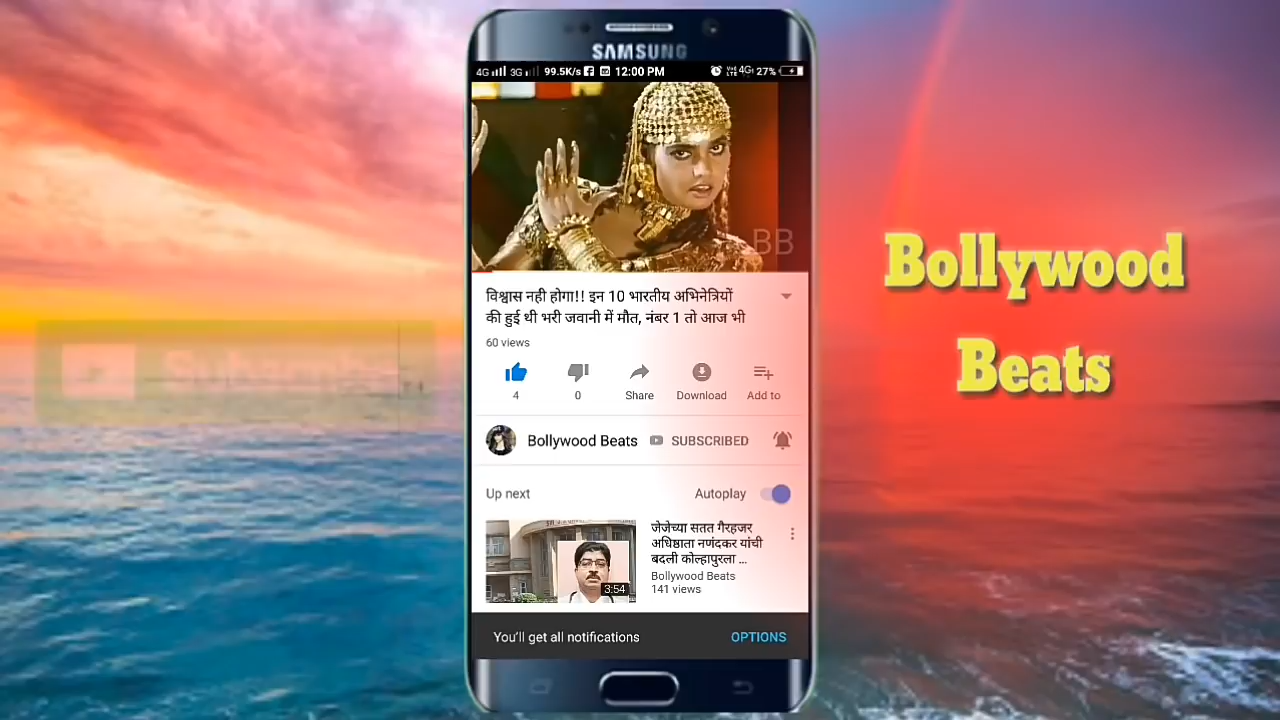 SAMSUNG
4G 3G 99.5K/s 12:00 PM VoI LTE 4G 27%
BB
विश्वास नही होगा!! इन 10 भारतीय अभिनेत्रियों
की हुई थी भरी जवानी में मौत, नंबर 1 तो आज भी
60 views
4 0 Share Download Add to
Bollywood Beats SUBSCRIBED
Up next Autoplay
जेजेच्या सतत गैरहजर
अधिष्ठाता नणंदकर यांची
बदली कोल्हापुरला ...
Bollywood Beats
141 views
3:54
You'll get all notifications OPTIONS
Bollywood
Beats